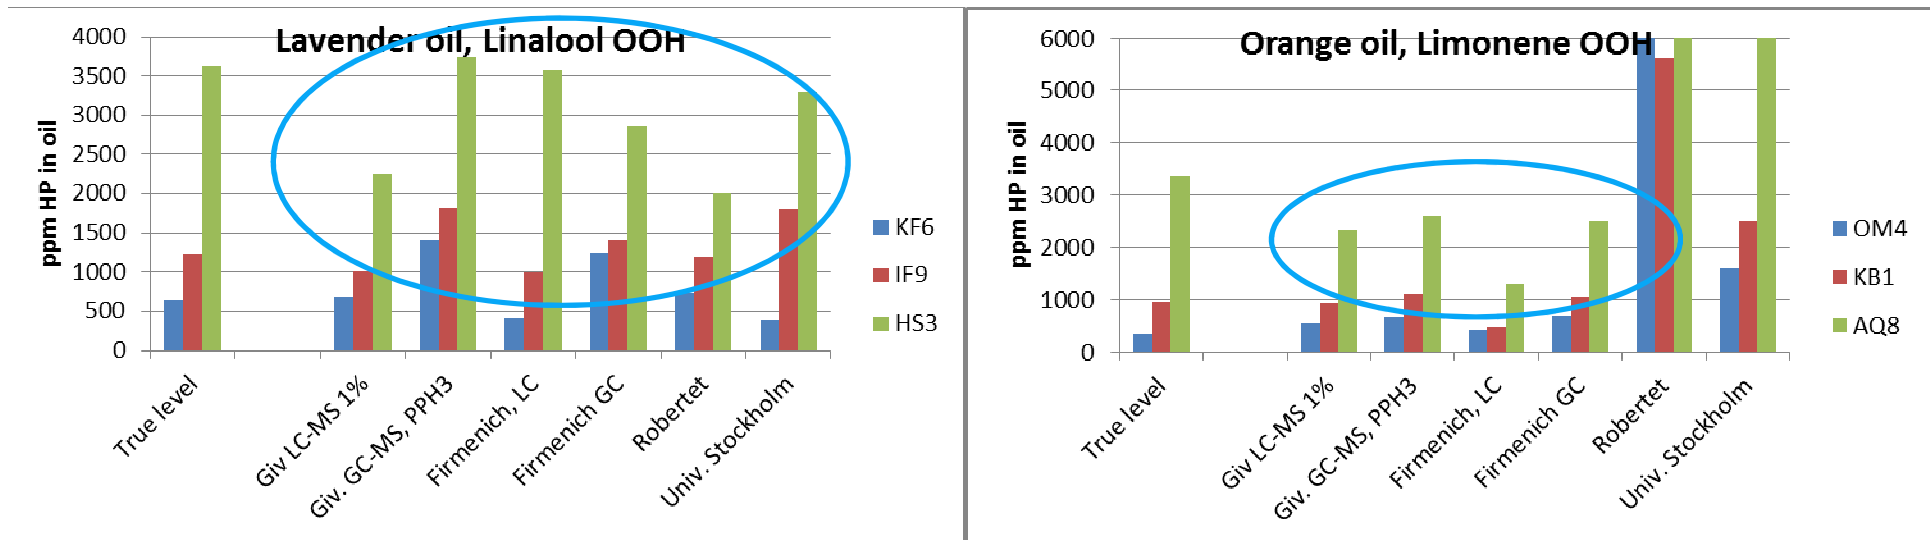 Lavender oil, Linalool OOH
ppm HP in oil
4000
3500
3000
2500
2000
1500
1000
500
0
True level
Giv LC-MS 1%
Giv. GC-MS, PPH3
Firmenich, LC
Firmenich GC
Robertet
Univ. Stockholm
KF6
IF9
HS3
Orange oil, Limonene OOH
ppm HP in oil
6000
5000
4000
3000
2000
1000
0
True level
Giv LC-MS 1%
Giv. GC-MS, PPH3
Firmenich, LC
Firmenich GC
Robertet
Univ. Stockholm
OM4
KB1
AQ8